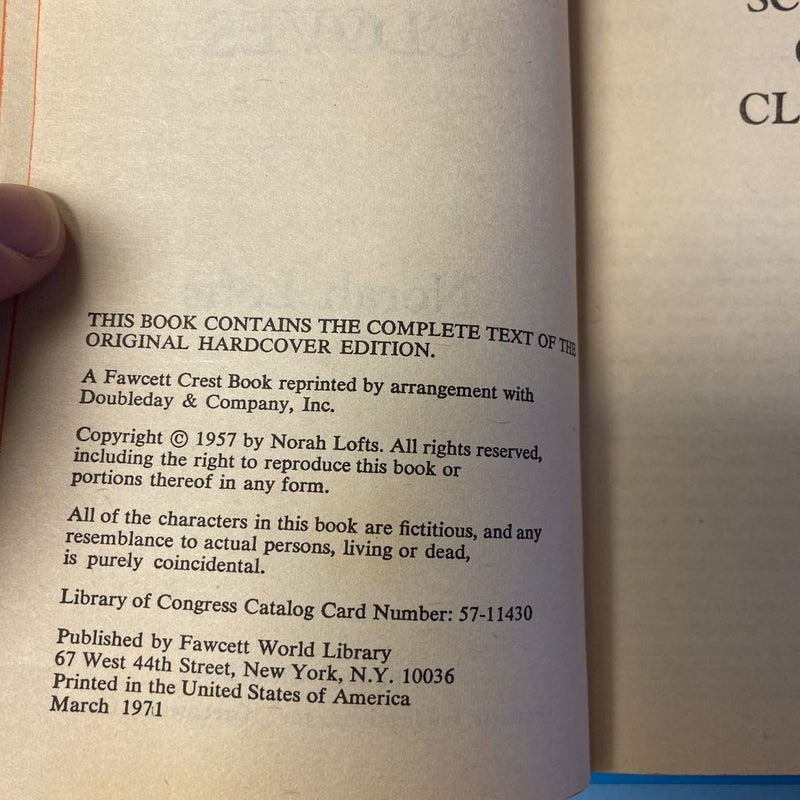 THIS BOOK CONTAINS THE COMPLETE TEXT OF THE
ORIGINAL HARDCOVER EDITION.
A Fawcett Crest Book reprinted by arrangement with
Doubleday & Company, Inc.
Copyright © 1957 by Norah Lofts. All rights reserved,
including the right to reproduce this book or
portions thereof in any form.
All of the characters in this book are fictitious, and any
resemblance to actual persons, living or dead,
is purely coincidental.
Library of Congress Catalog Card Number: 57-11430
Published by Fawcett World Library
67 West 44th Street, New York, N.Y. 10036
Printed in the United States of America
March 1971
SC
CL